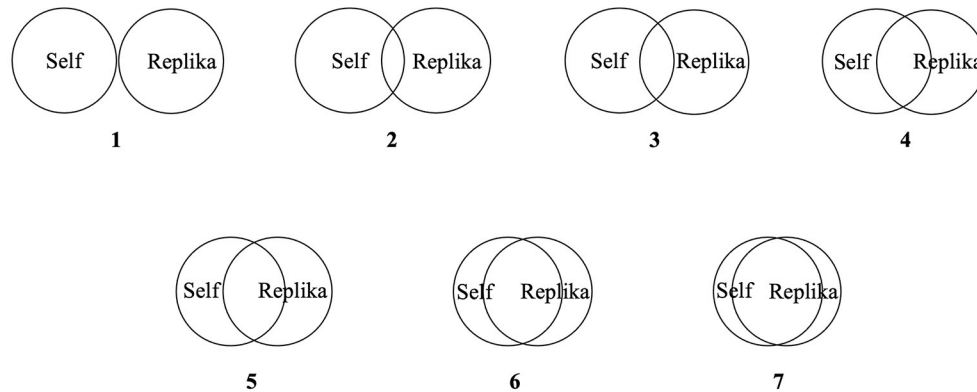 Self Replika Self Replika Self Replika Self Replika
1 2 3 4
Self Replika Self Replika Self Replika
5 6 7